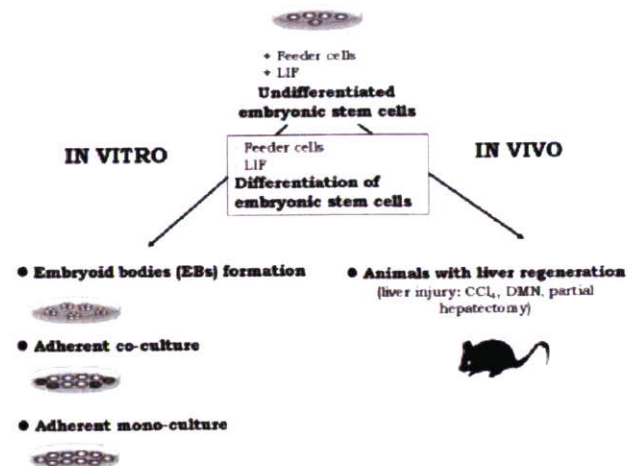 + Feeder cells
+ LIF
Undifferentiated
embryonic stem cells
IN VITRO
IN VIVO
Feeder cells
LIF
Differentiation of
embryonic stem cells
● Embryoid bodies (EBs) formation
● Adherent co-culture
● Adherent mono-culture
● Animals with liver regeneration
(liver injury: CCl₄, DMN, partial
hepatectomy)